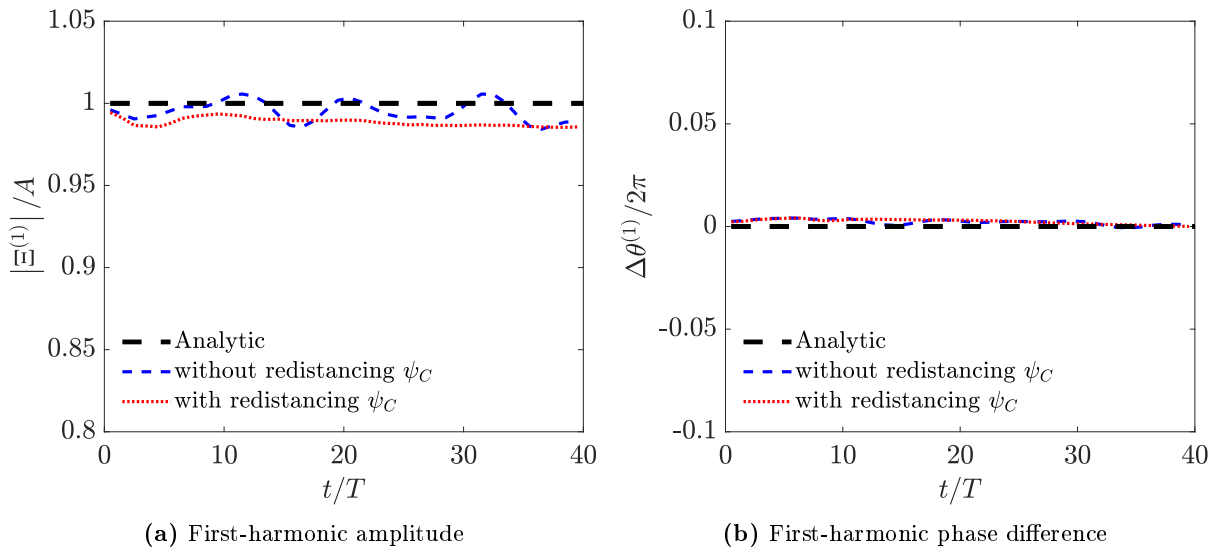 1.05
1
0.95
0.9
0.85
0.8
|Ξ⁽¹⁾| /A
Analytic
without redistancing ψ_C
with redistancing ψ_C
0 10 20 30 40
t/T
(a) First-harmonic amplitude
0.1
0.05
0
-0.05
-0.1
Δθ⁽¹⁾/2π
Analytic
without redistancing ψ_C
with redistancing ψ_C
0 10 20 30 40
t/T
(b) First-harmonic phase difference